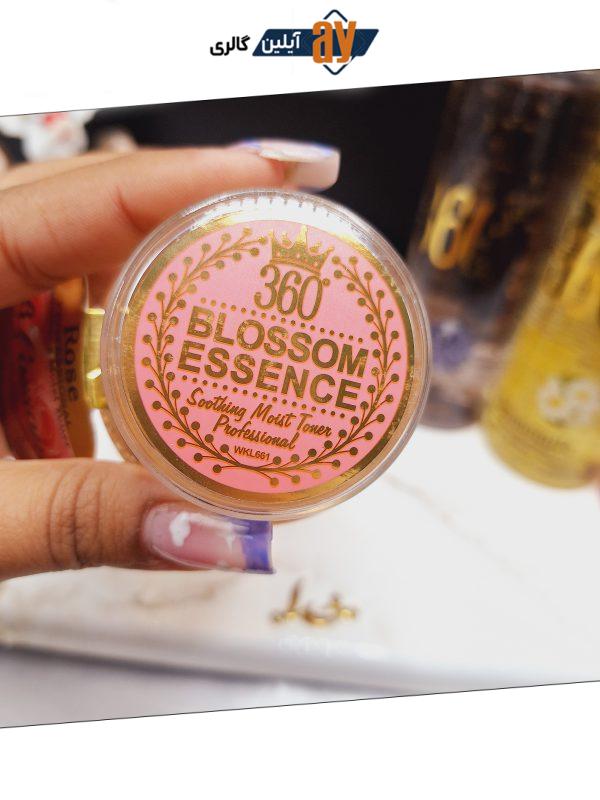 آیلین گالری
ay
360
BLOSSOM
ESSENCE
Soothing Moist Toner
Professional
WKL661
Rose